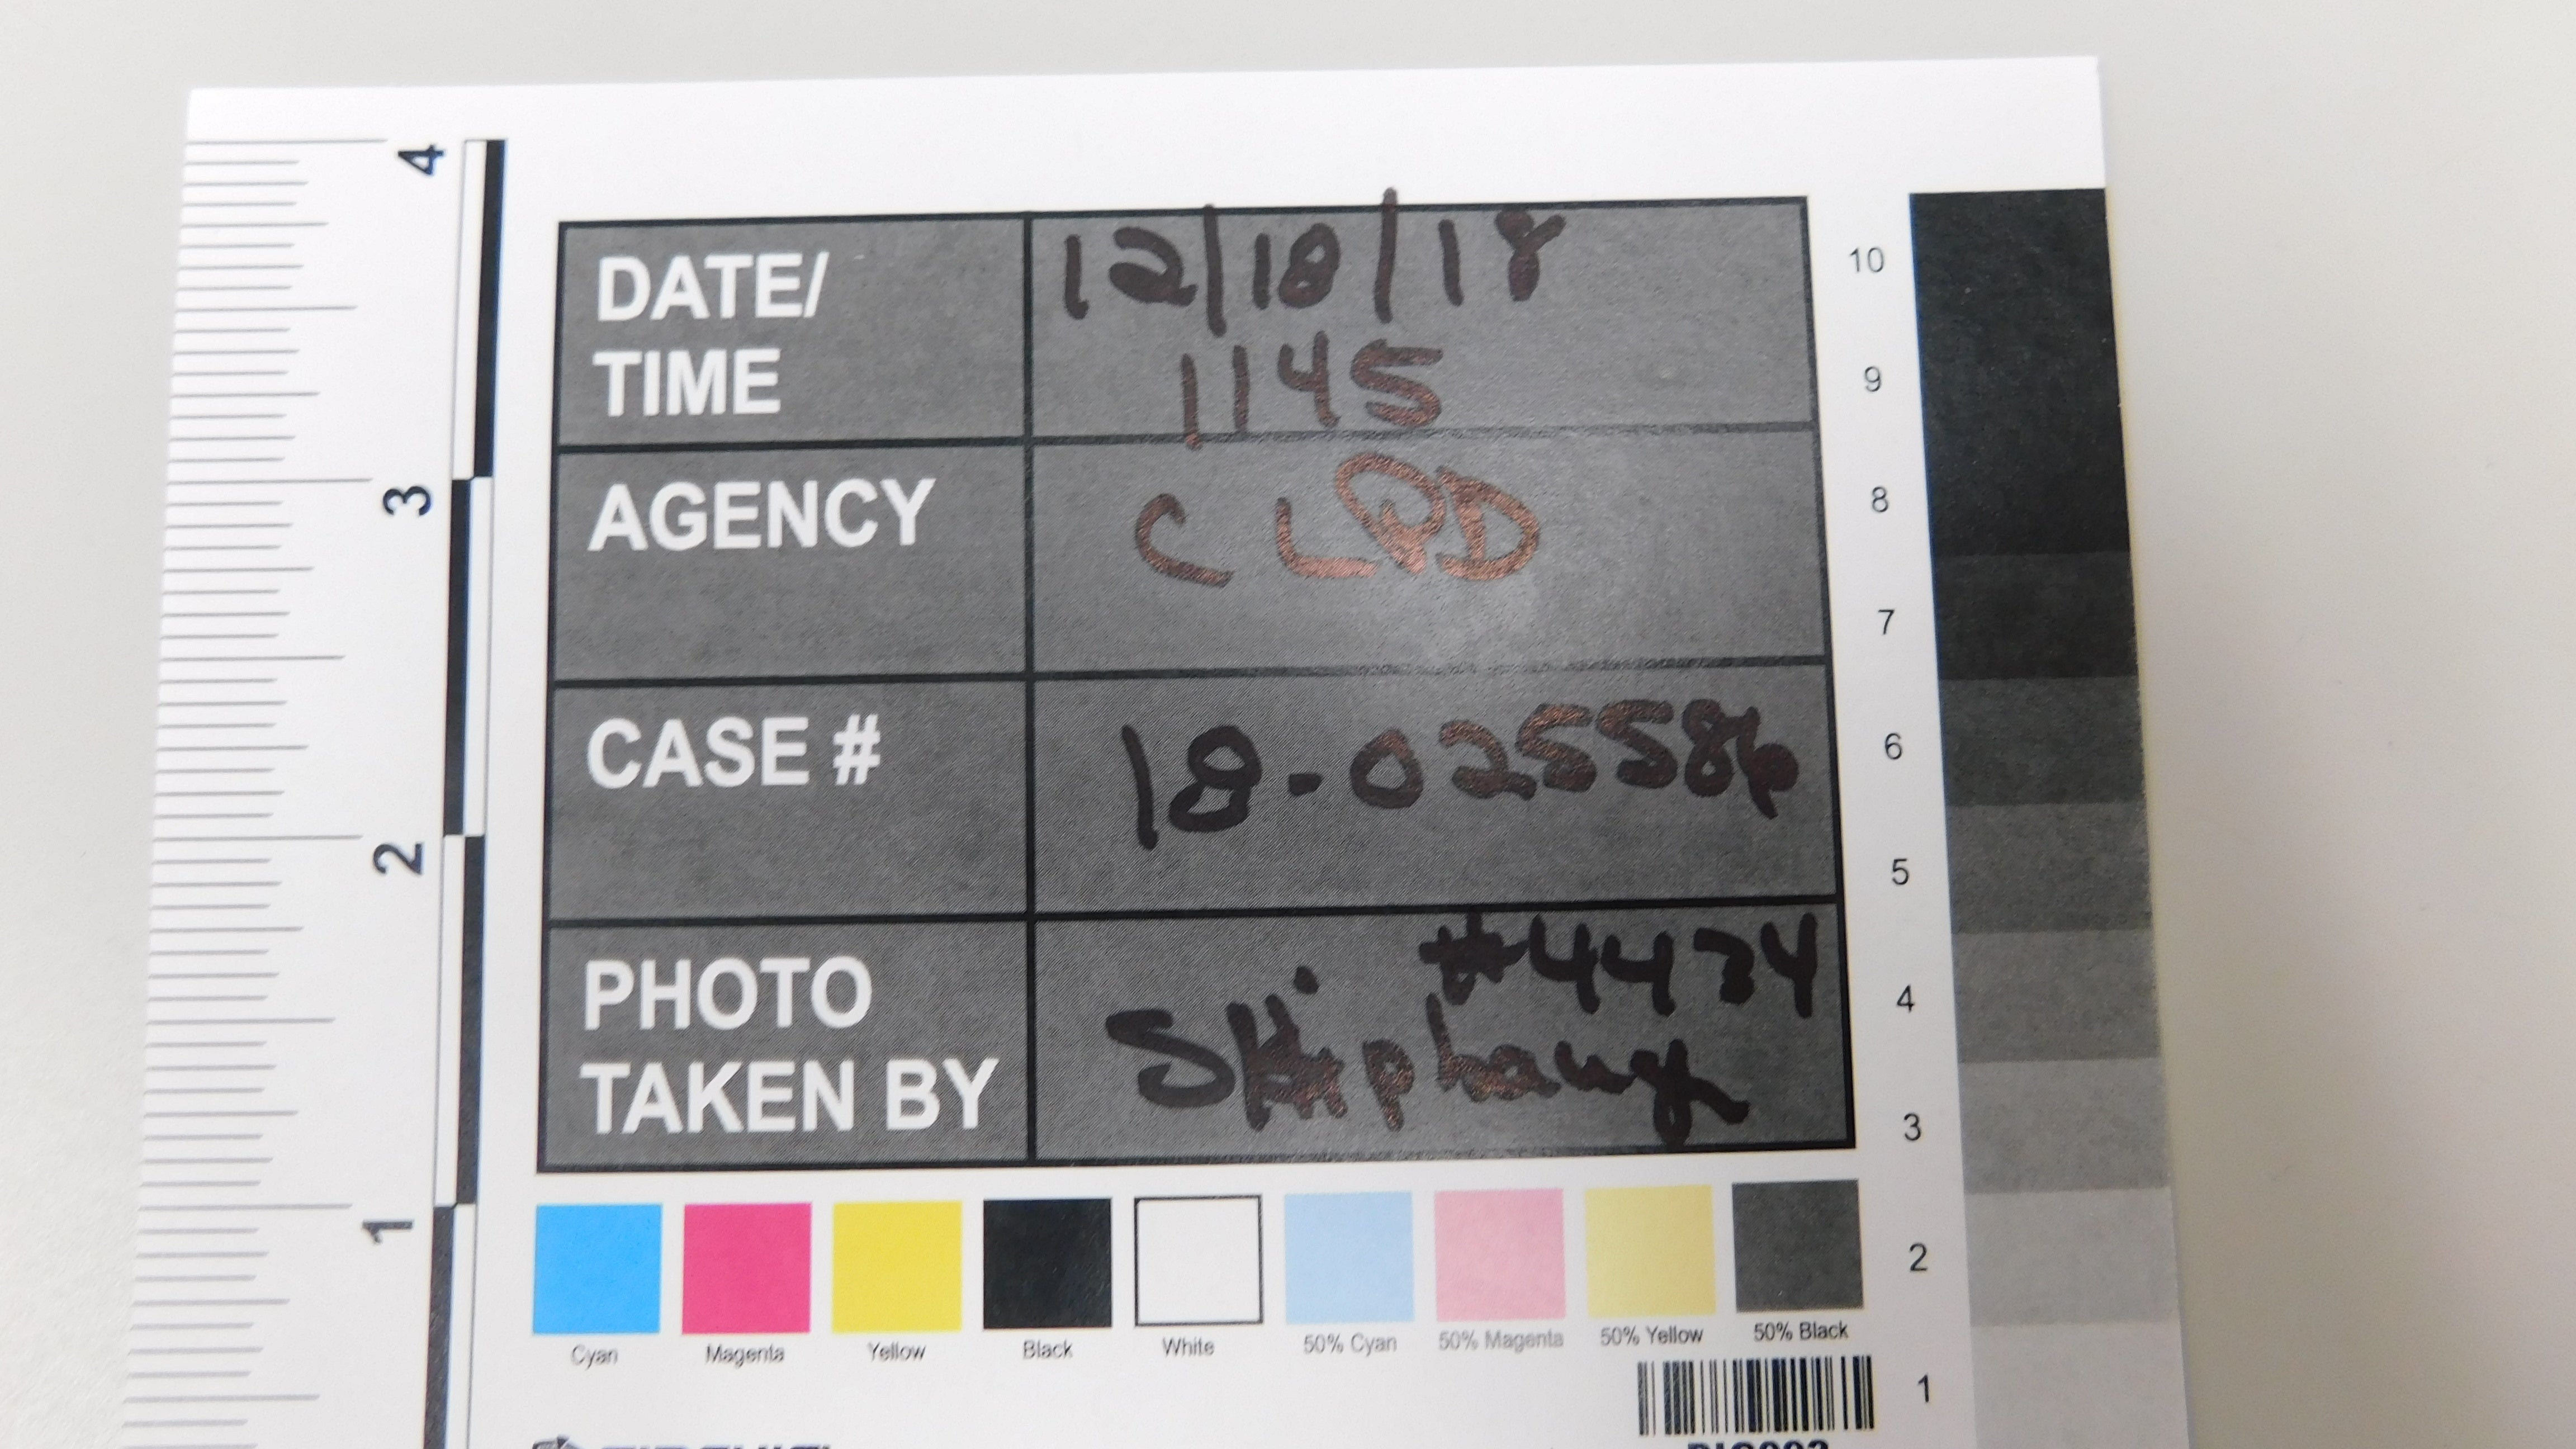 DATE/
TIME
12/18/18
1145
AGENCY
CLPD
CASE #
18-025586
PHOTO
TAKEN BY
#4434
4
3
2
1
10
9
8
7
6
5
4
3
2
1
Cyan
Magenta
Yellow
Black
White
50% Cyan
50% Magenta
50% Yellow
50% Black